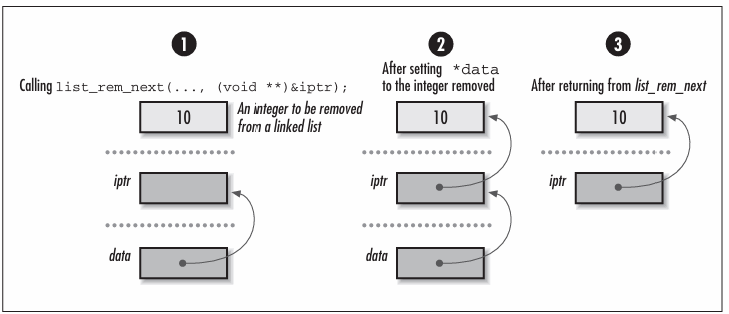 1
Calling list_rem_next(..., (void **)&iptr);
10
An integer to be removed
from a linked list
iptr
data
2
After setting *data
to the integer removed
10
iptr
data
3
After returning from list_rem_next
10
iptr